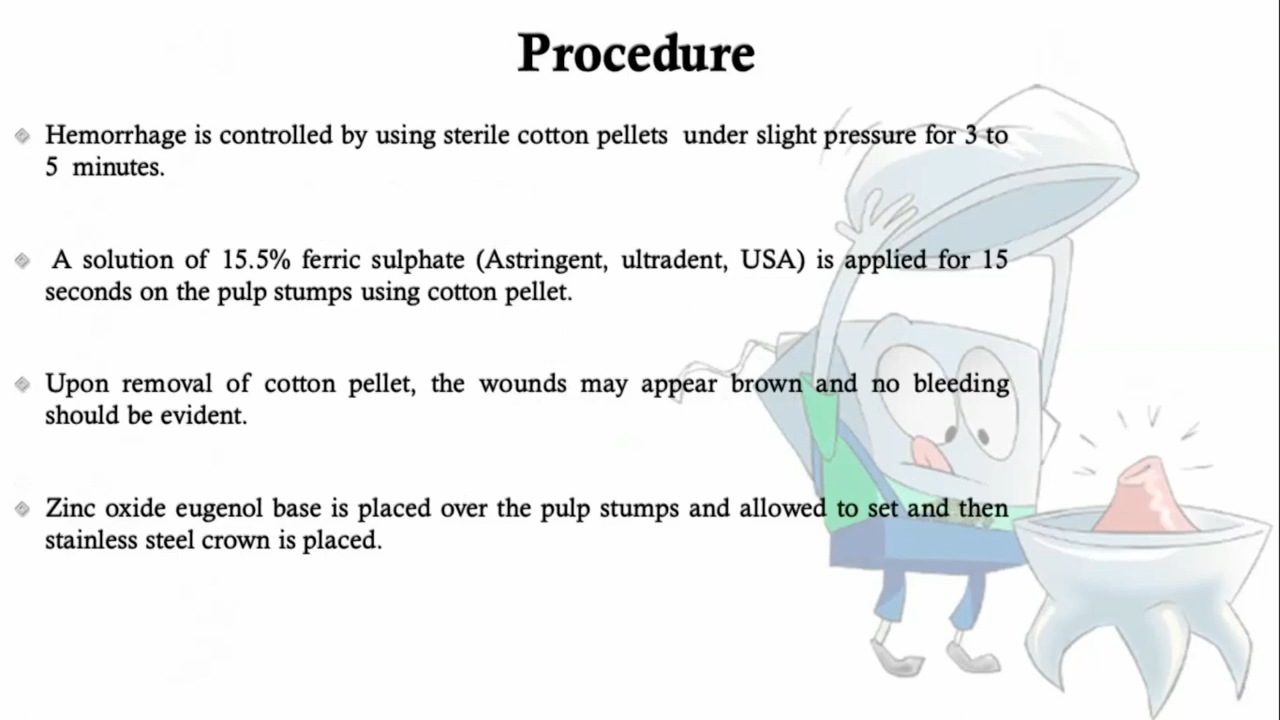 Procedure
Hemorrhage is controlled by using sterile cotton pellets under slight pressure for 3 to
5 minutes.
A solution of 15.5% ferric sulphate (Astringent, ultradent, USA) is applied for 15
seconds on the pulp stumps using cotton pellet.
Upon removal of cotton pellet, the wounds may appear brown and no bleeding
should be evident.
Zinc oxide eugenol base is placed over the pulp stumps and allowed to set and then
stainless steel crown is placed.